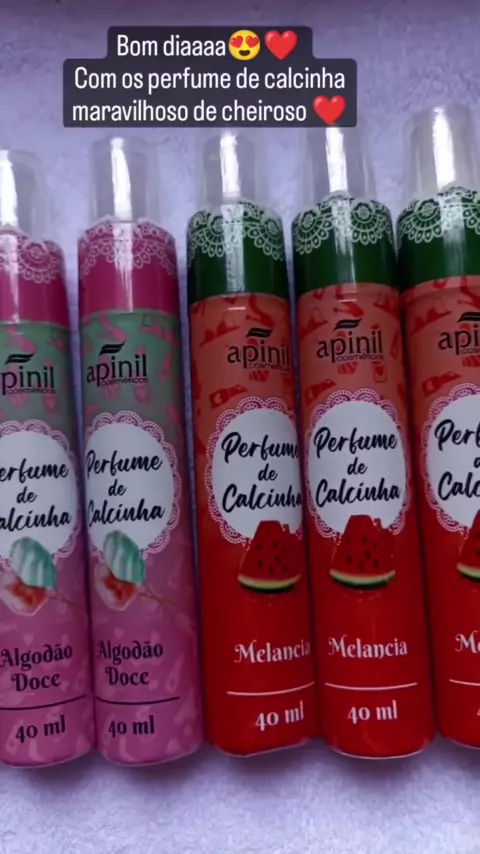 Bom diaaaa😍❤️
Com os perfume de calcinha
maravilhoso de cheiroso ❤️
apinil
cosméticos
Perfume
de
Calcinha
Algodão
Doce
40 ml
apinil
cosméticos
Perfume
de
Calcinha
Algodão
Doce
40 ml
apinil
cosméticos
Perfume
de
Calcinha
Melancia
40 ml
apinil
cosméticos
Perfume
de
Calcinha
Melancia
40 ml